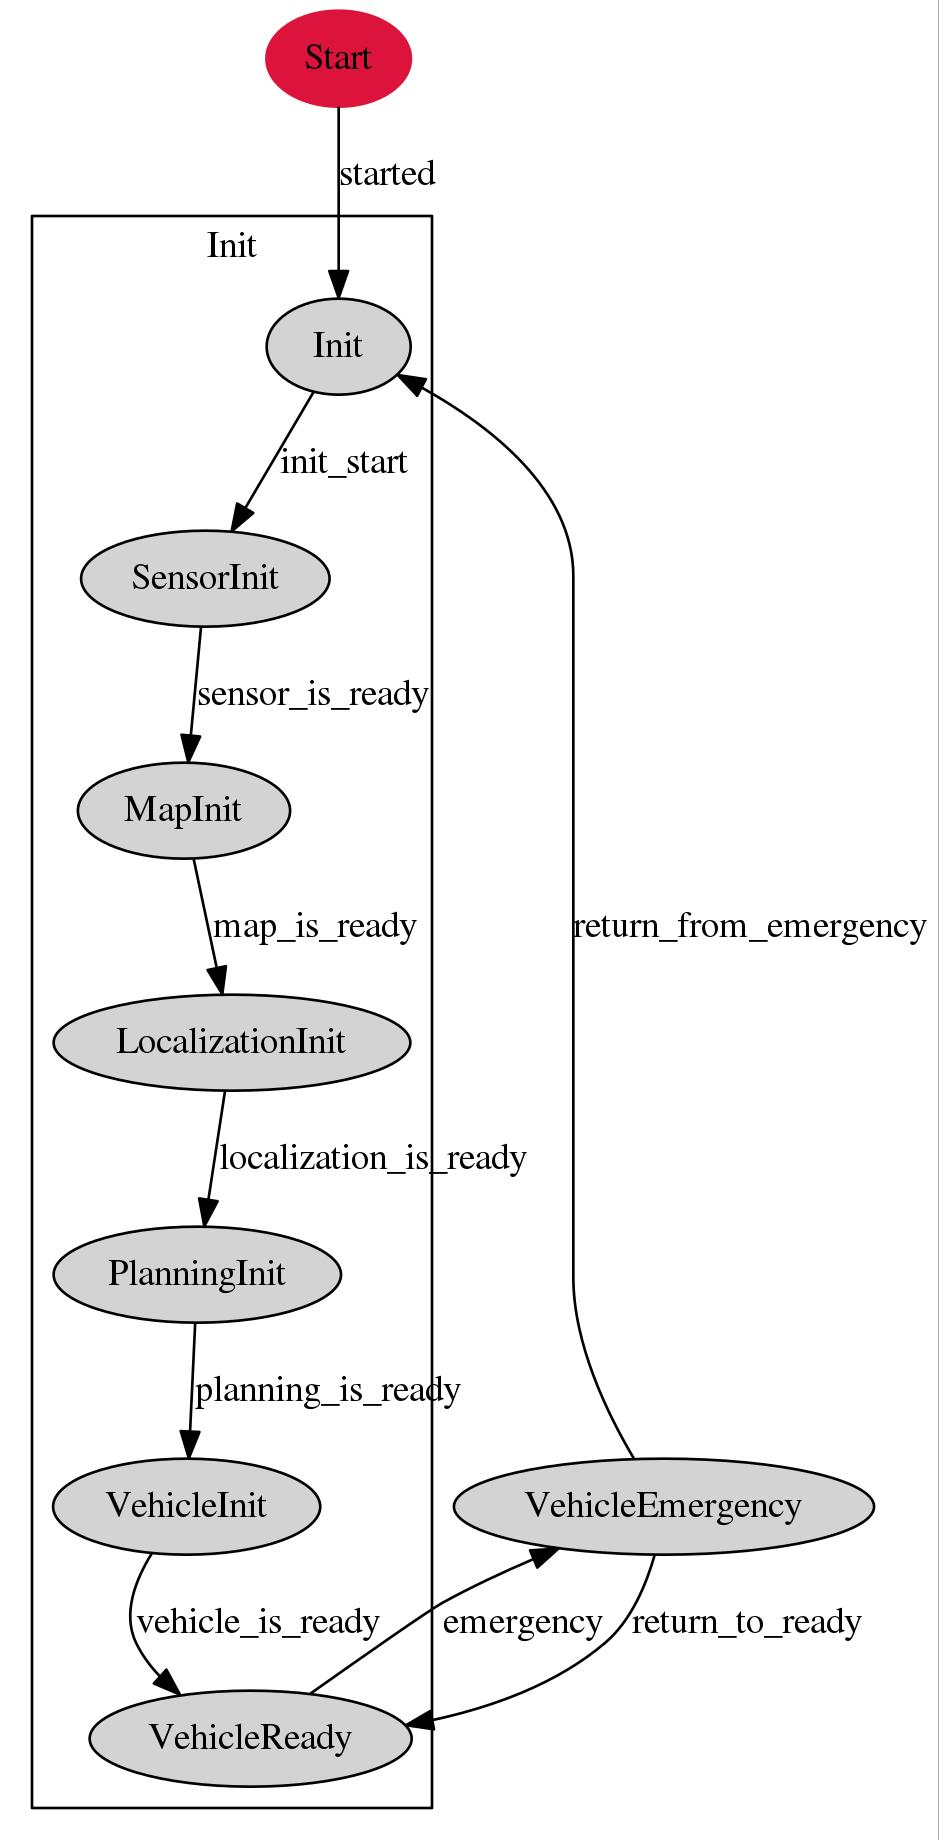 Start
started
Init
Init
init_start
SensorInit
sensor_is_ready
MapInit
map_is_ready
return_from_emergency
LocalizationInit
localization_is_ready
PlanningInit
planning_is_ready
VehicleInit
VehicleEmergency
vehicle_is_ready
emergency
return_to_ready
VehicleReady